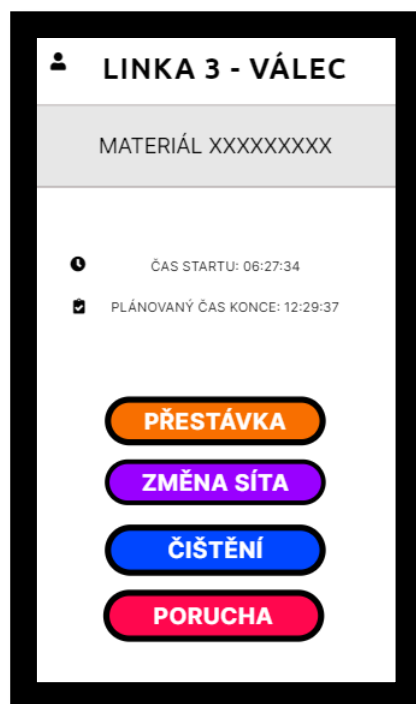 LINKA 3 - VÁLEC
MATERIÁL XXXXXXXXX
ČAS STARTU: 06:27:34
PLÁNOVANÝ ČAS KONCE: 12:29:37
PŘESTÁVKA
ZMĚNA SÍTA
ČIŠTĚNÍ
PORUCHA